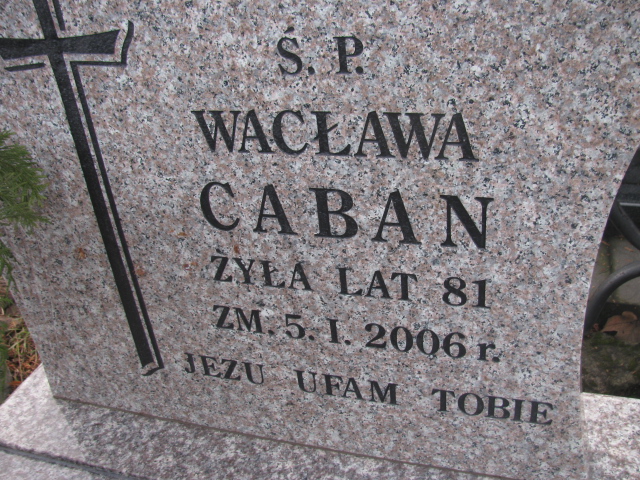 Ś. P.
WACŁAWA
CABAN
ŻYŁA LAT 81
ZM. 5. I. 2006 r.
JEZU UFAM TOBIE